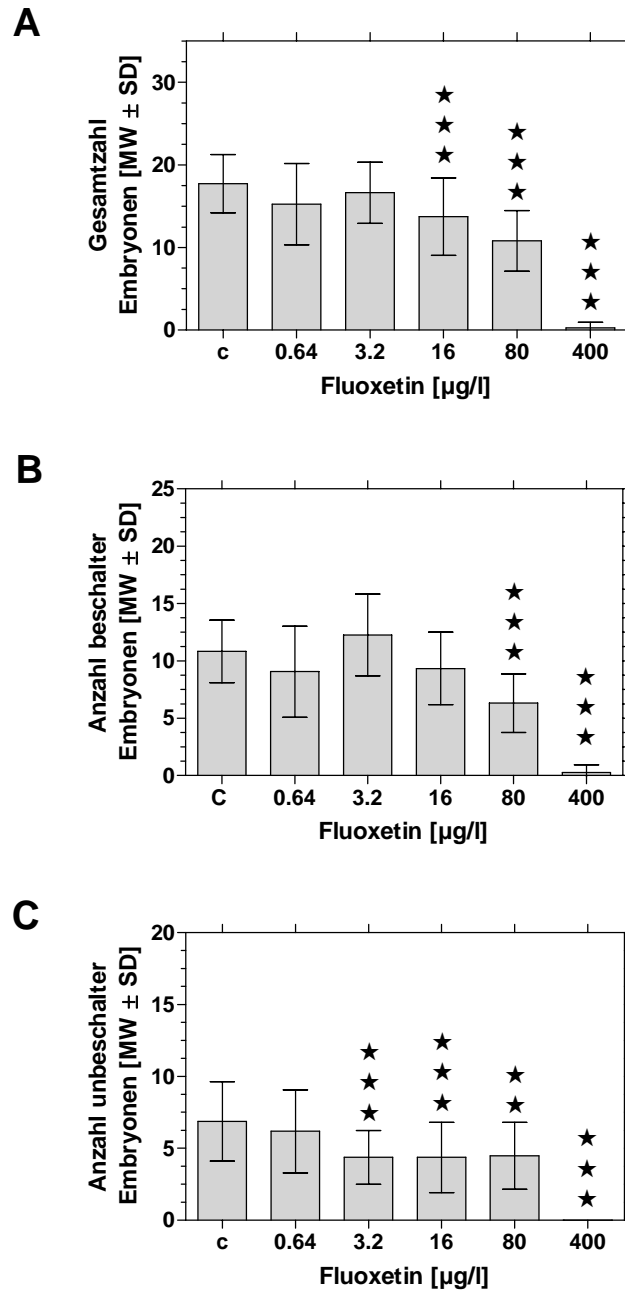 A
Gesamtzahl
Embryonen [MW ± SD]
30
20
10
0
c 0.64 3.2 16 80 400
Fluoxetin [µg/l]
B
Anzahl beschalter
Embryonen [MW ± SD]
25
20
15
10
5
0
C 0.64 3.2 16 80 400
Fluoxetin [µg/l]
C
Anzahl unbeschalter
Embryonen [MW ± SD]
20
15
10
5
0
c 0.64 3.2 16 80 400
Fluoxetin [µg/l]